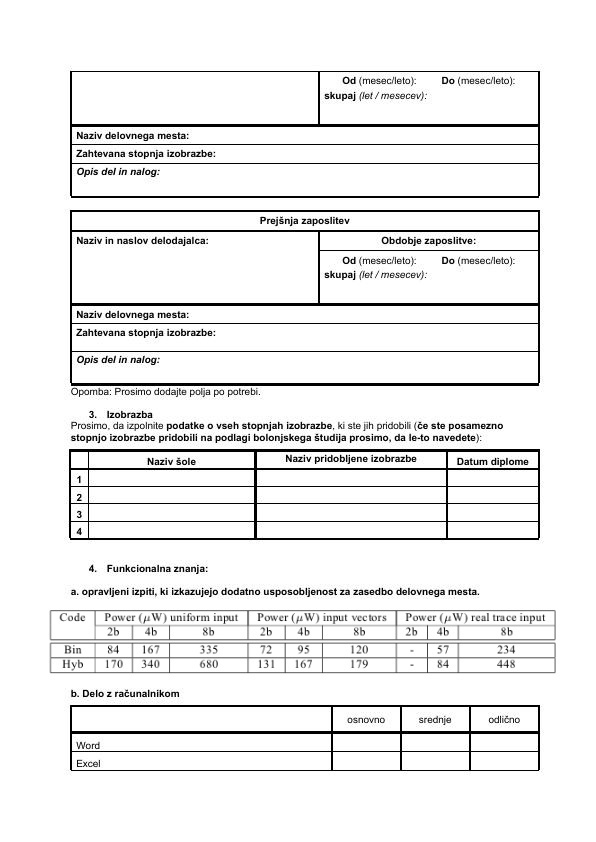 Od (mesec/leto): Do (mesec/leto):
skupaj (let / mesecev):
Naziv delovnega mesta:
Zahtevana stopnja izobrazbe:
Opis del in nalog:
Prejšnja zaposlitev
Naziv in naslov delodajalca: Obdobje zaposlitve:
Od (mesec/leto): Do (mesec/leto):
skupaj (let / mesecev):
Naziv delovnega mesta:
Zahtevana stopnja izobrazbe:
Opis del in nalog:
Opomba: Prosimo dodajte polja po potrebi.
3. Izobrazba
Prosimo, da izpolnite podatke o vseh stopnjah izobrazbe, ki ste jih pridobili (če ste posamezno
stopnjo izobrazbe pridobili na podlagi bolonjskega študija prosimo, da le-to navedete):
Naziv šole Naziv pridobljene izobrazbe Datum diplome
1
2
3
4
4. Funkcionalna znanja:
a. opravljeni izpiti, ki izkazujejo dodatno usposobljenost za zasedbo delovnega mesta.
Code Power (μW) uniform input Power (μW) input vectors Power (μW) real trace input
2b 4b 8b 2b 4b 8b 2b 4b 8b
Bin 84 167 335 72 95 120 - 57 234
Hyb 170 340 680 131 167 179 - 84 448
b. Delo z računalnikom
osnovno srednje odlično
Word
Excel